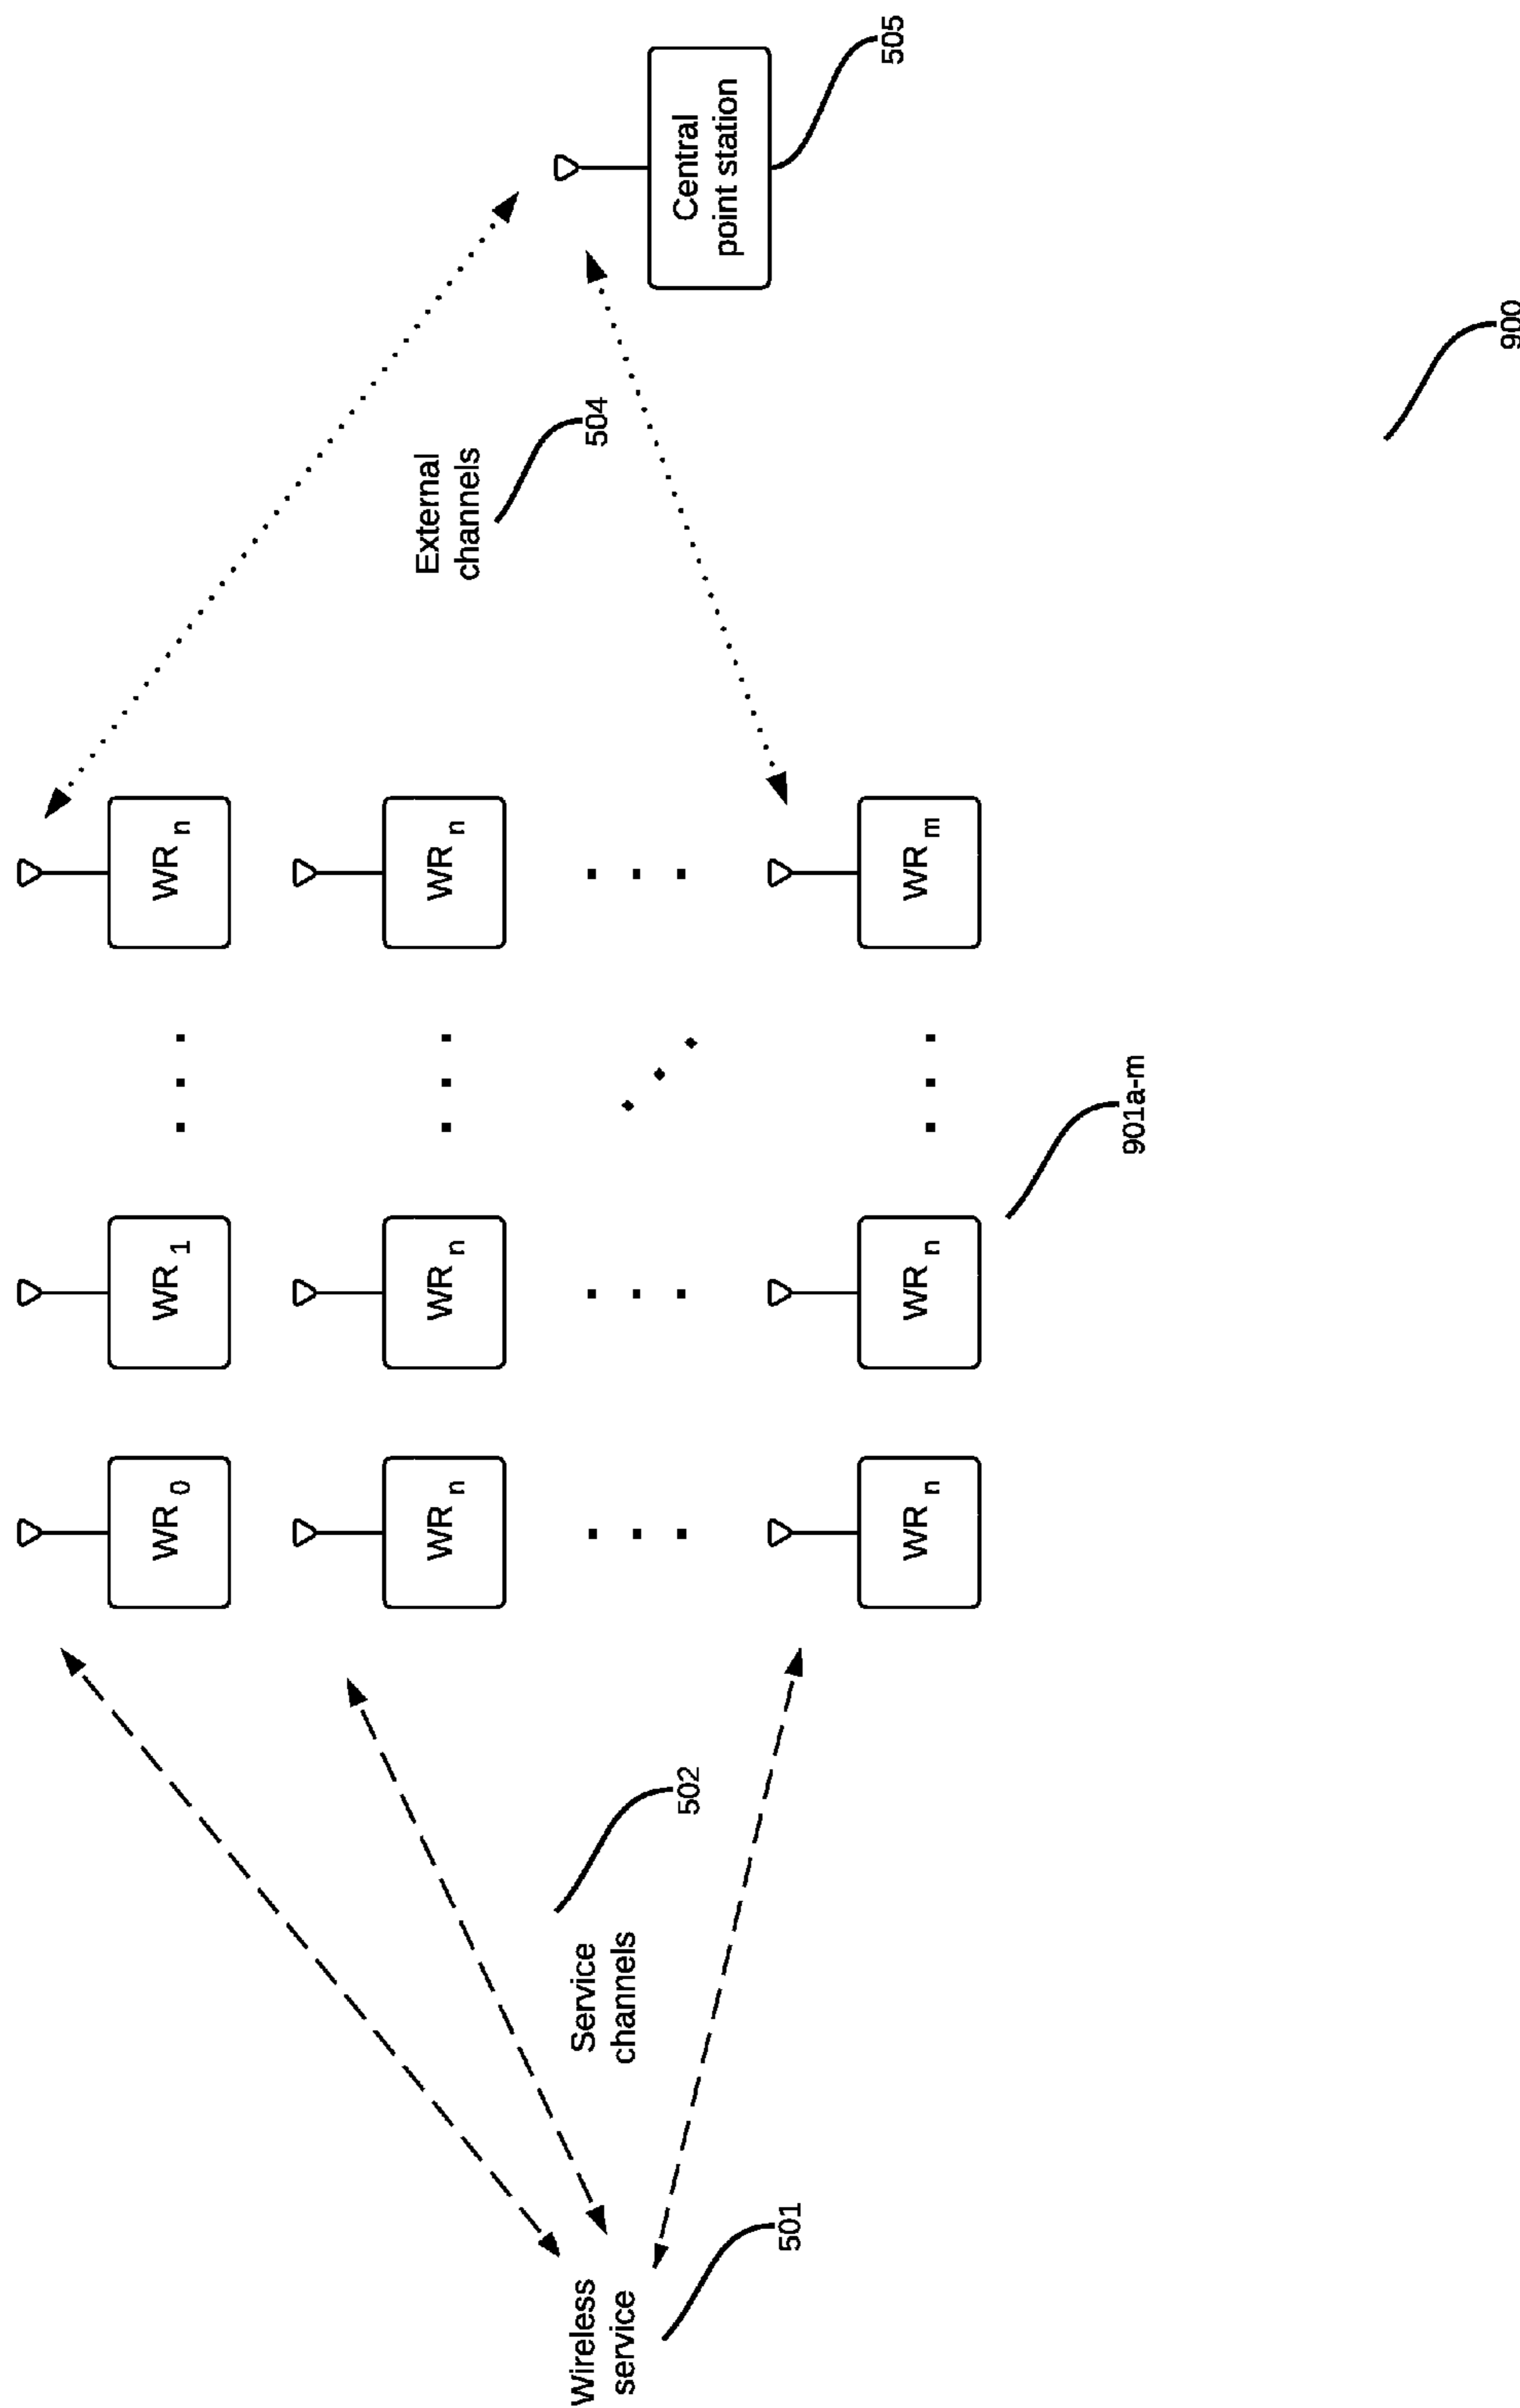 WR 0
WR 1
WR n
WR n
WR n
WR n
External
channels
504
Wireless
service
501
Service
channels
502
Central
point station
505
WR n
WR n
WR m
901a-m
900